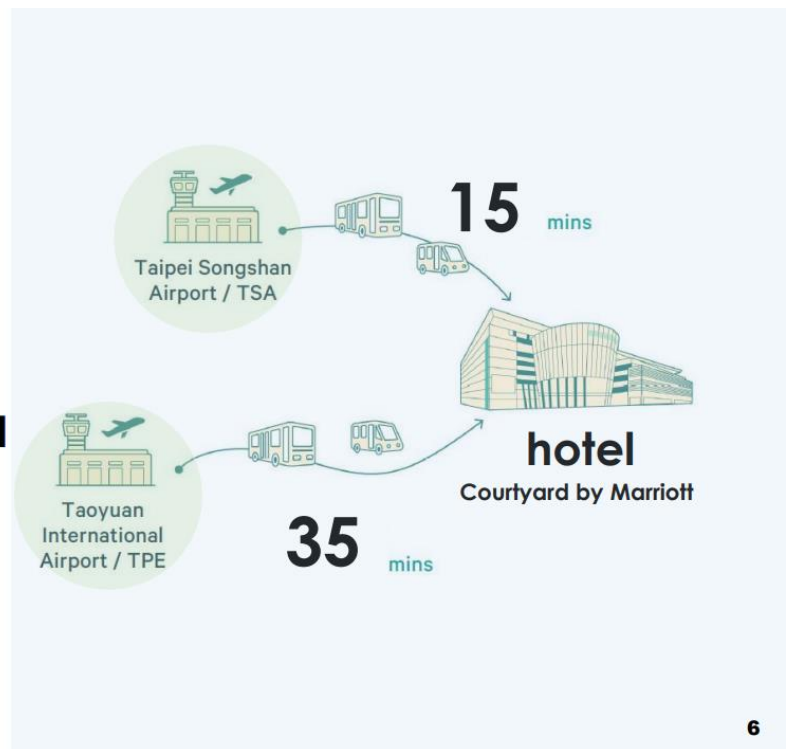 15 mins
Taipei Songshan
Airport / TSA
hotel
Courtyard by Marriott
Taoyuan
International
Airport / TPE
35 mins
6